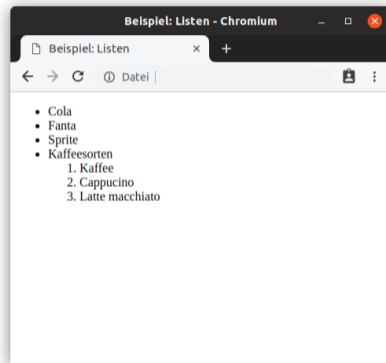 Beispiel: Listen - Chromium
Beispiel: Listen
Datei
Cola
Fanta
Sprite
Kaffeesorten
1. Kaffee
2. Cappucino
3. Latte macchiato